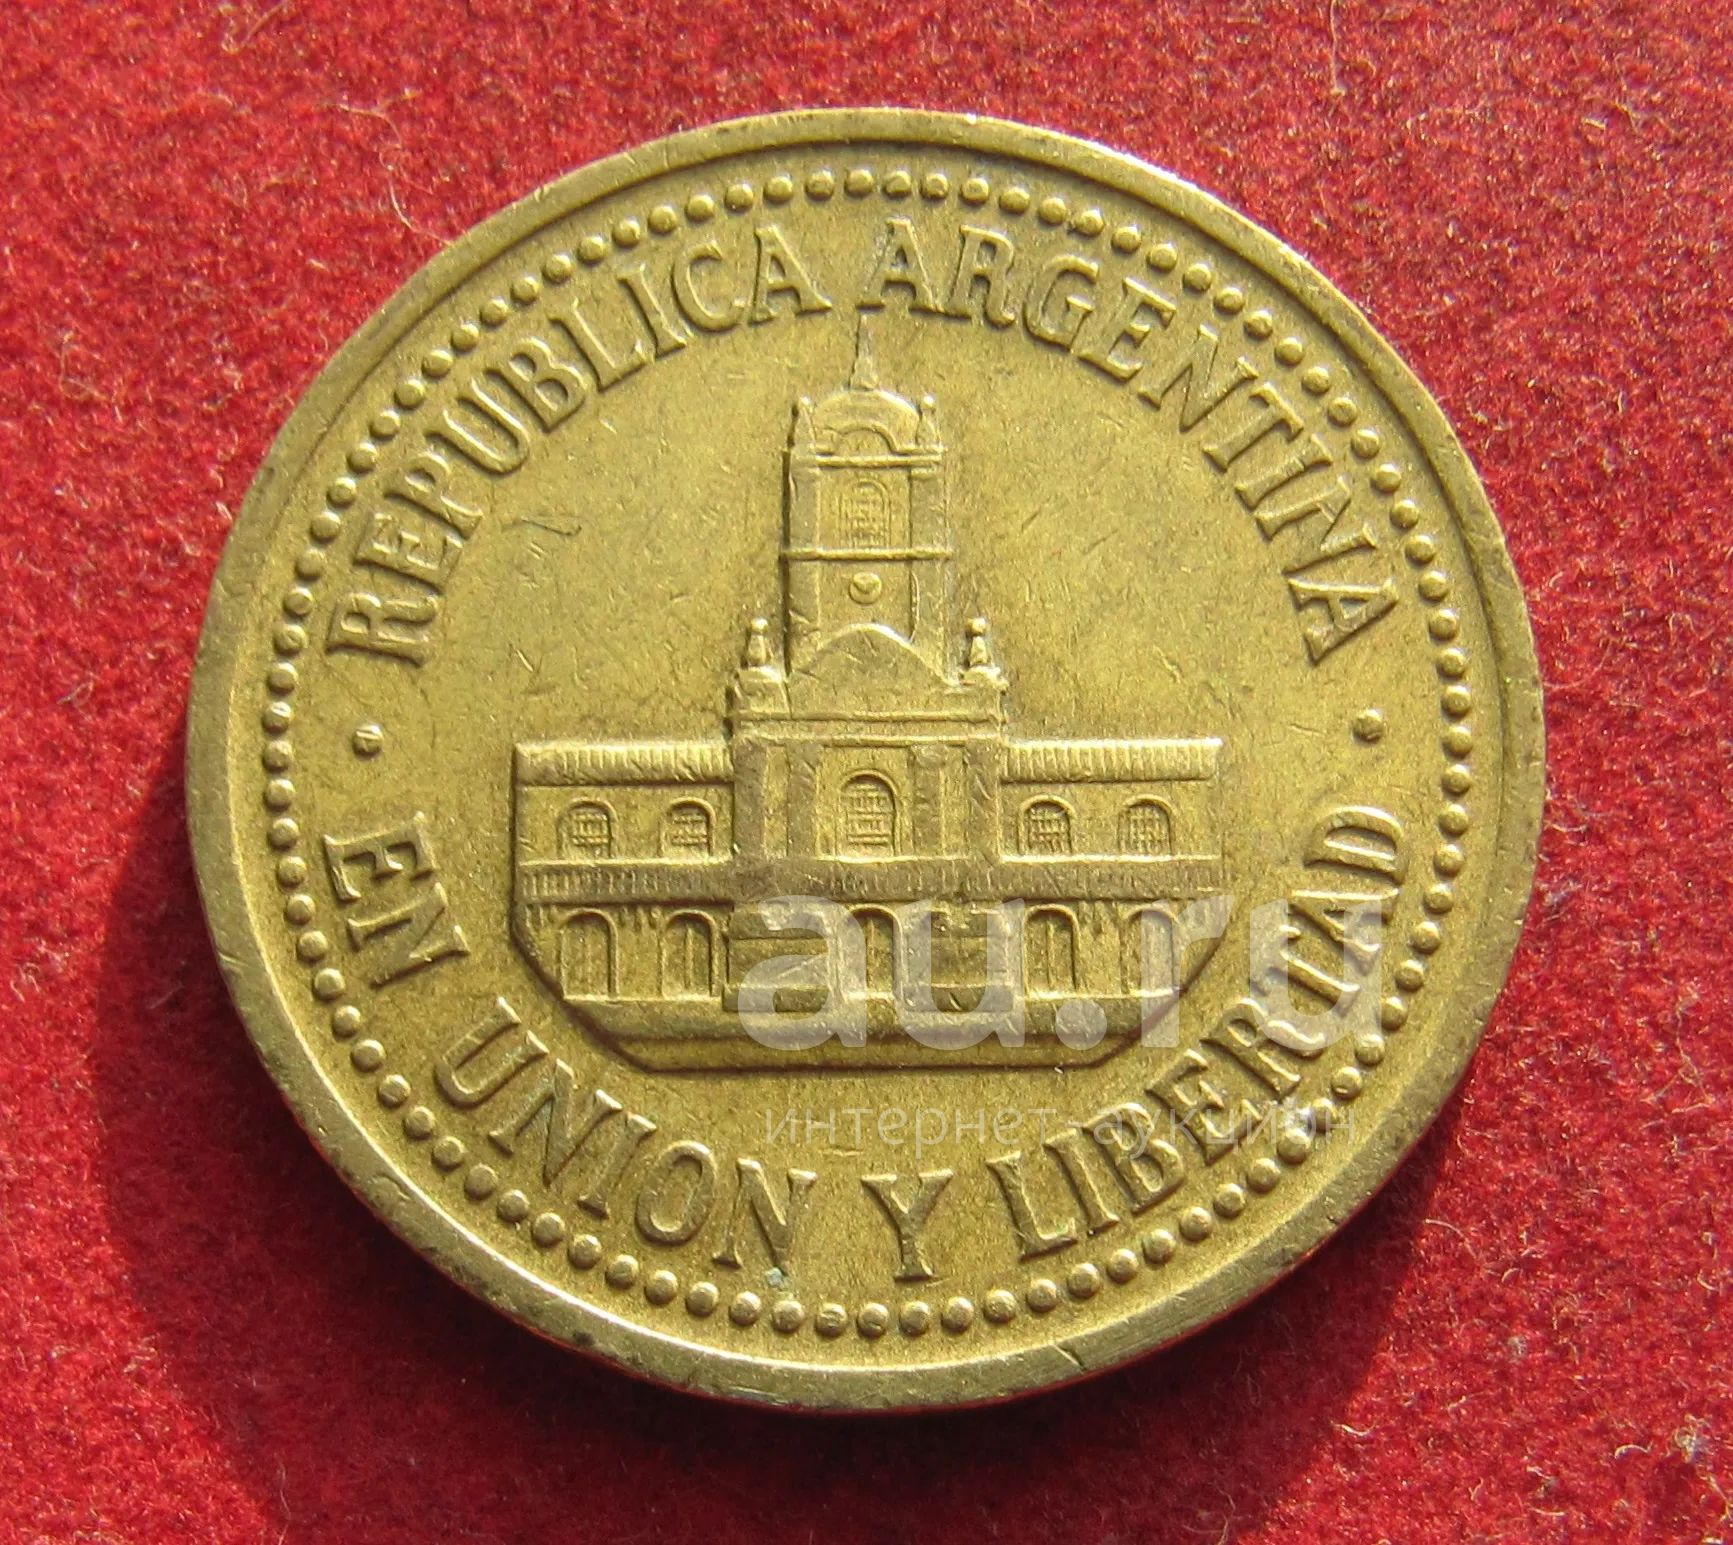 REPUBLICA ARGENTINA
EN UNION Y LIBERTAD
au.ru
интернет-аукцион